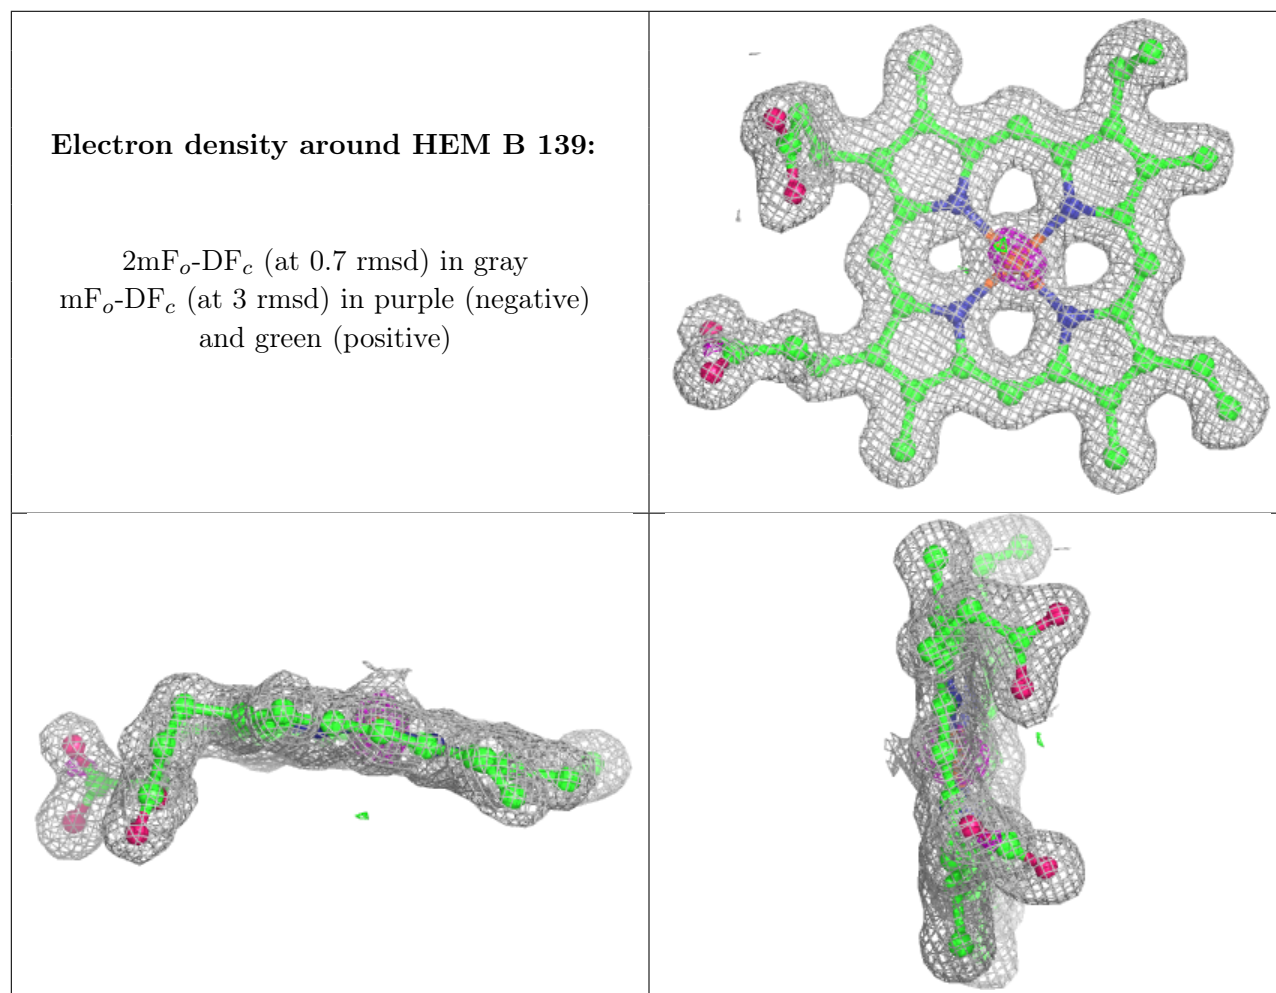 Electron density around HEM B 139:
2mFo-DFc (at 0.7 rmsd) in gray
mFo-DFc (at 3 rmsd) in purple (negative)
and green (positive)